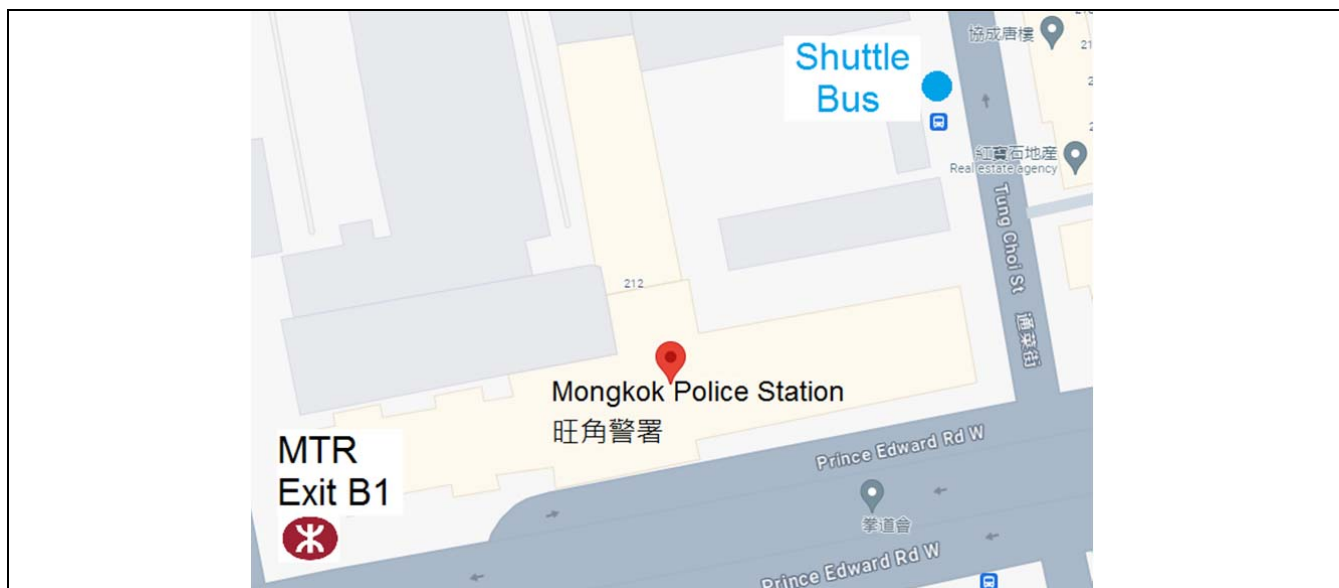 協成唐樓
Shuttle
Bus
紅寶石地產
Real estate agency
Tung Choi St 通菜街
212
Mongkok Police Station
旺角警署
MTR
Exit B1
Prince Edward Rd W
拳道會
Prince Edward Rd W